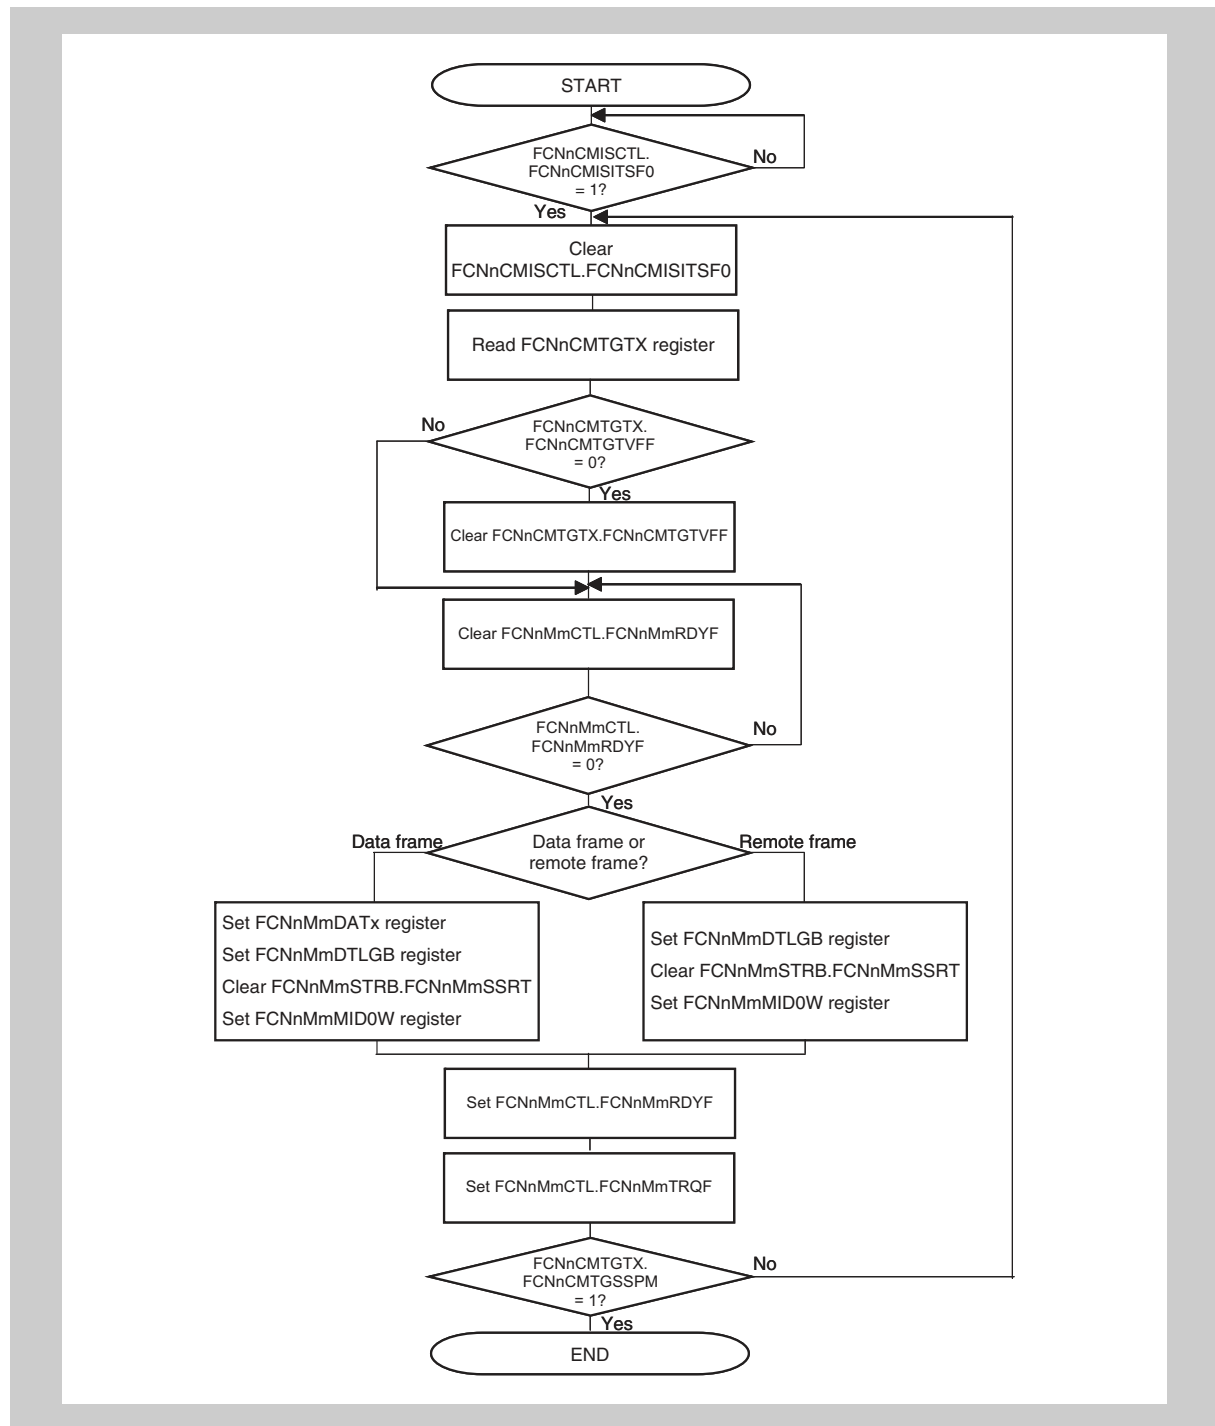 START
FCNnCMISCTL.
FCNnCMISITSF0
= 1?
No
Yes
Clear
FCNnCMISCTL.FCNnCMISITSF0
Read FCNnCMTGTX register
No
FCNnCMTGTX.
FCNnCMTGTVFF
= 0?
Yes
Clear FCNnCMTGTX.FCNnCMTGTVFF
Clear FCNnMmCTL.FCNnMmRDYF
FCNnMmCTL.
FCNnMmRDYF
= 0?
No
Yes
Data frame
Data frame or
remote frame?
Remote frame
Set FCNnMmDATx register
Set FCNnMmDTLGB register
Clear FCNnMmSTRB.FCNnMmSSRT
Set FCNnMmMID0W register
Set FCNnMmDTLGB register
Clear FCNnMmSTRB.FCNnMmSSRT
Set FCNnMmMID0W register
Set FCNnMmCTL.FCNnMmRDYF
Set FCNnMmCTL.FCNnMmTRQF
FCNnCMTGTX.
FCNnCMTGSSPM
= 1?
No
Yes
END